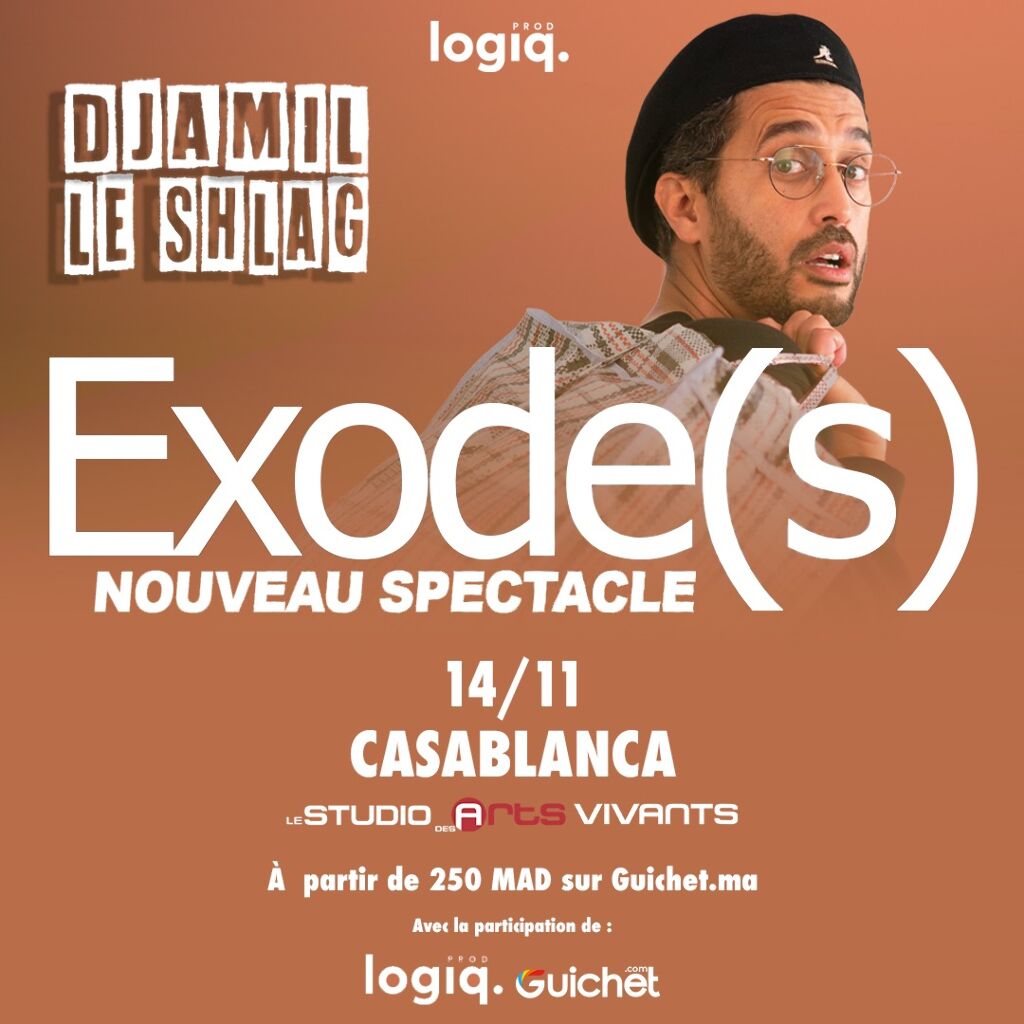 PROD
logiq.
DJAMIL
LE SHLAG
Exode(s)
NOUVEAU SPECTACLE
14/11
CASABLANCA
LE STUDIO DES Arts VIVANTS
À partir de 250 MAD sur Guichet.ma
Avec la participation de :
PROD
logiq. Guichet.com